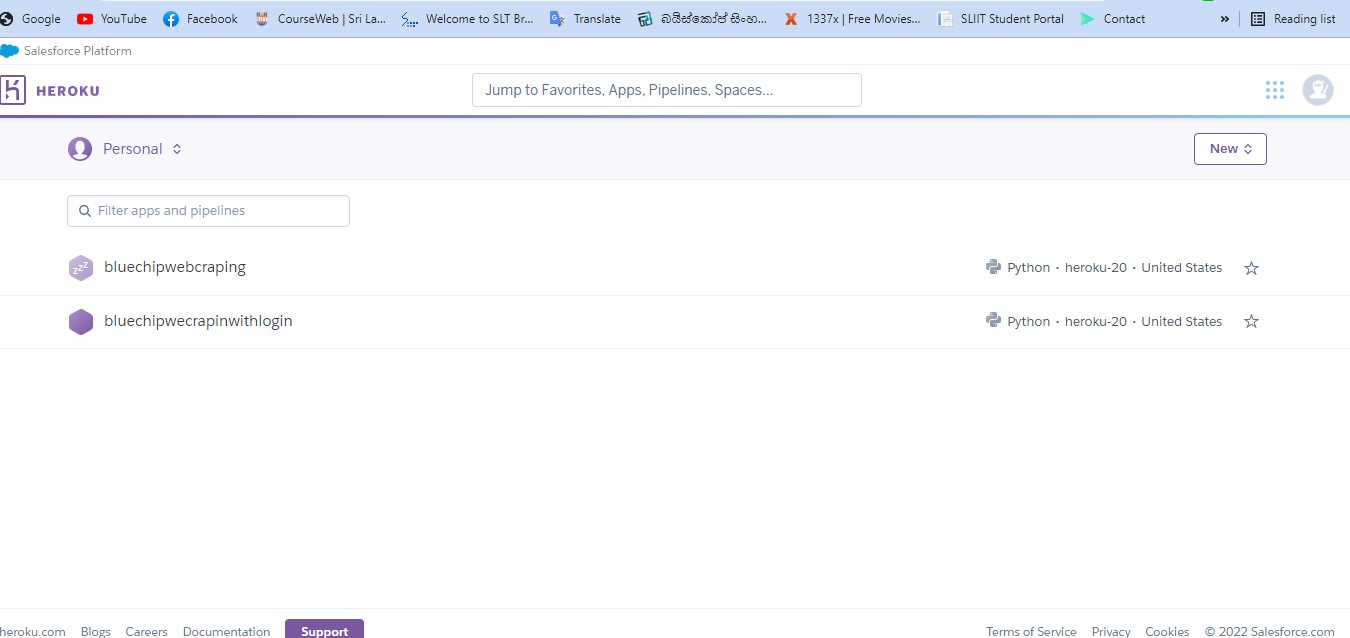 Google YouTube Facebook CourseWeb | Sri La... Welcome to SLT Br... Translate බයිස්කෝප් සිංහ... 1337x | Free Movies... SLIIT Student Portal Contact » Reading list
Salesforce Platform
HEROKU Jump to Favorites, Apps, Pipelines, Spaces...
Personal New
Filter apps and pipelines
zzz bluechipwebcraping Python · heroku-20 · United States
bluechipwecrapinwithlogin Python · heroku-20 · United States
heroku.com Blogs Careers Documentation Support Terms of Service Privacy Cookies © 2022 Salesforce.com